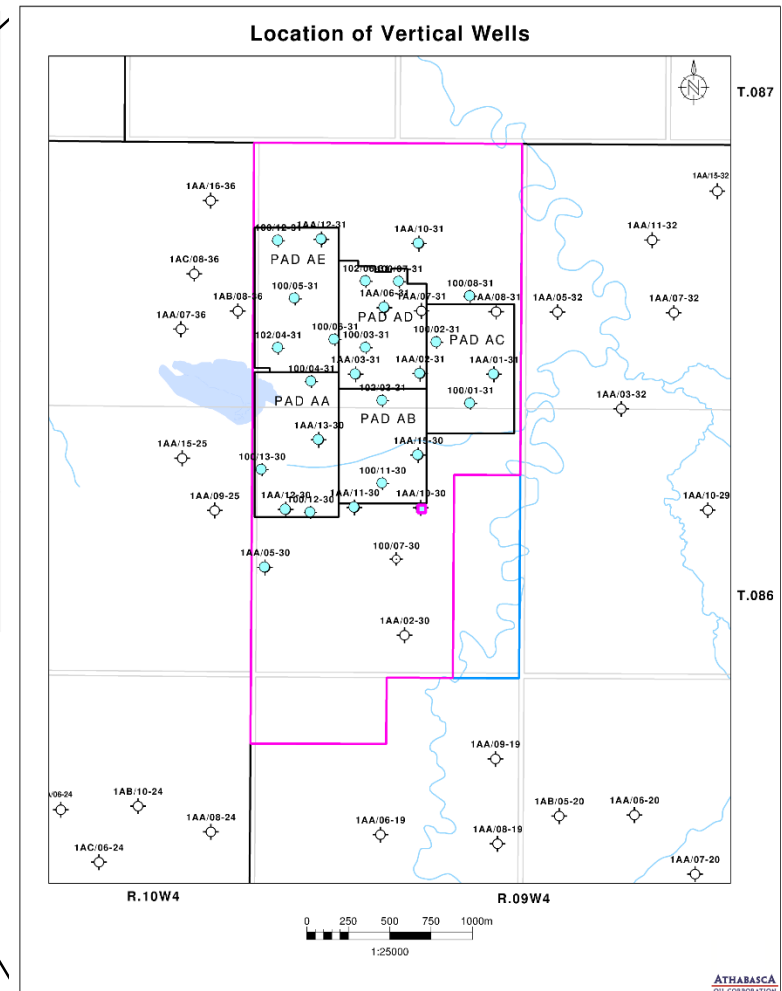 Location of Vertical Wells
N
T.087
1AA/15-32
1AA/16-36
100/12-31
1AA/12-31
1AA/10-31
1AA/11-32
PAD AE
1AC/08-36
100/07-31
100/05-31
1AA/06-31
100/08-31
1AB/08-36
1AA/07-31
1AA/08-31
1AA/05-32
1AA/07-32
PAD AD
1AA/07-36
102/04-31
100/06-31
100/03-31
100/02-31
PAD AC
1AA/03-31
1AA/02-31
1AA/01-31
100/04-31
102/03-31
100/01-31
1AA/03-32
PAD AA
PAD AB
1AA/13-30
1AA/15-25
1AA/15-30
100/13-30
100/11-30
1AA/09-25
1AA/12-30
100/12-30
1AA/11-30
1AA/10-30
1AA/10-29
100/07-30
1AA/05-30
T.086
1AA/02-30
1AA/09-19
/06-24
1AB/10-24
1AA/08-24
1AA/06-19
1AA/08-19
1AB/05-20
1AA/06-20
1AC/06-24
1AA/07-20
R.10W4
R.09W4
0 250 500 750 1000m
1:25000
ATHABASCA
OIL CORPORATION